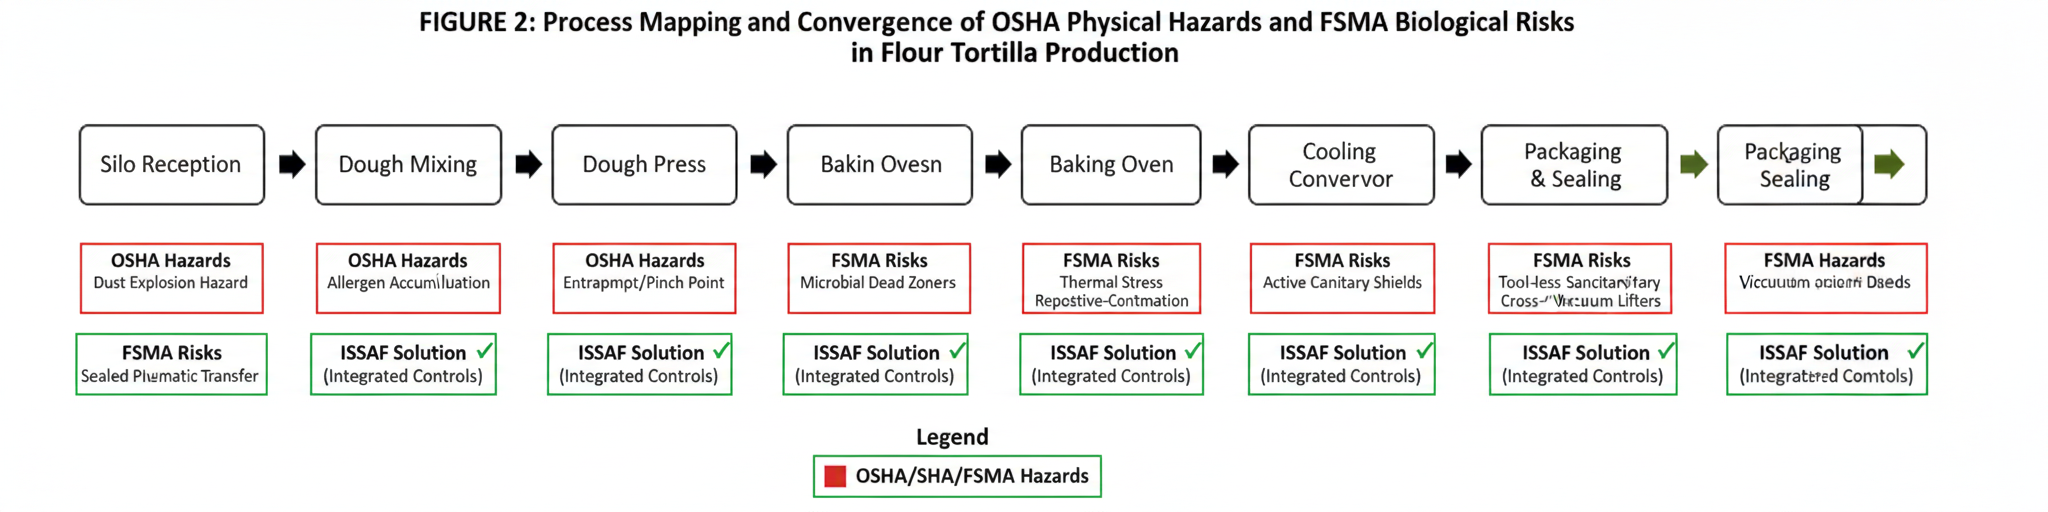 FIGURE 2: Process Mapping and Convergence of OSHA Physical Hazards and FSMA Biological Risks
in Flour Tortilla Production
Silo Reception
Dough Mixing
Dough Press
Bakin Ovesn
Baking Oven
Cooling
Convervor
Packaging
& Sealing
Packaging
Sealing
OSHA Hazards
Dust Explosion Hazard
OSHA Hazards
Allergen
OSHA Hazards
Entrapmpt/Pinch Point
FSMA Risks
Microbial Dead Zoners
FSMA Risks
Thermal Stress
FSMA Risks
Active Canitary Shields
FSMA Risks
Tool-less
Cross- Lifters
FSMA Hazards
FSMA Risks
Sealed Transfer
ISSAF Solution ✓
(Integrated Controls)
ISSAF Solution ✓
(Integrated Controls)
ISSAF Solution ✓
(Integrated Controls)
ISSAF Solution ✓
(Integrated Controls)
ISSAF Solution ✓
(Integrated Controls)
ISSAF Solution ✓
(Integrated Controls)
ISSAF Solution ✓
Legend
OSHA/SHA/FSMA Hazards